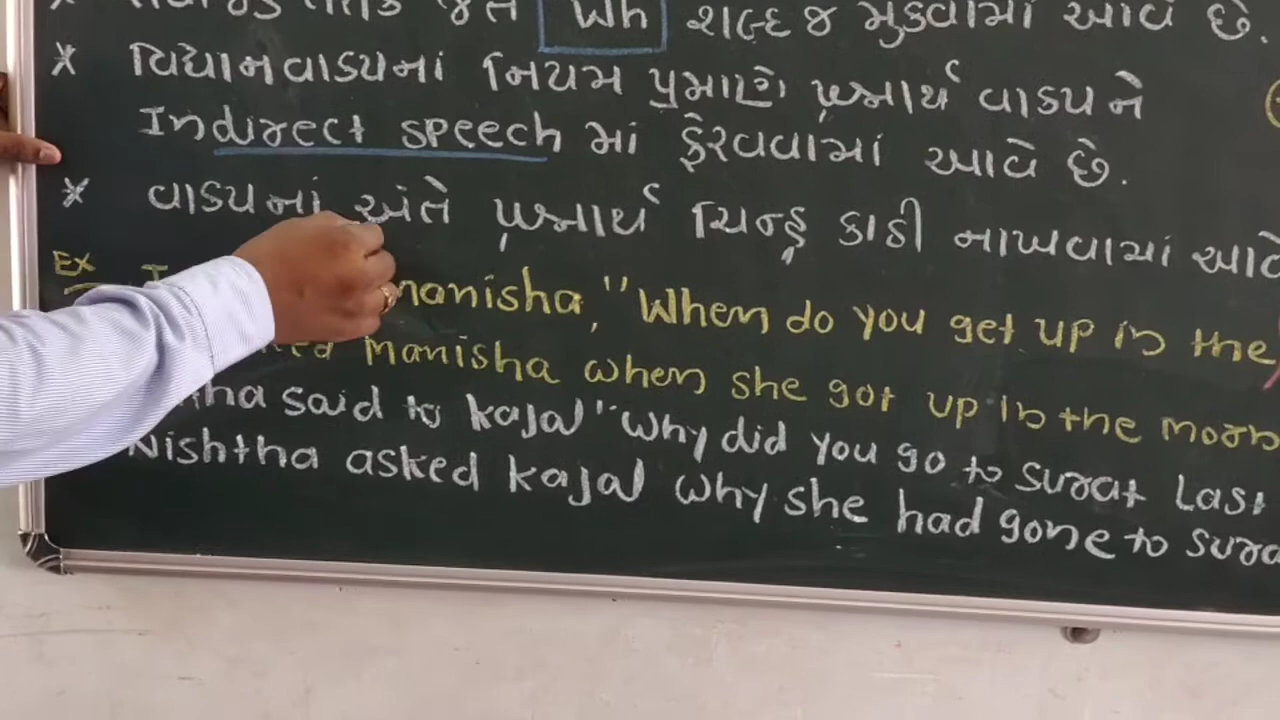 જ Wh શબ્દ જ મુકવામાં આવે છે.
* વિધાનવાક્યનાં નિયમ પ્રમાણે પ્રશ્નાર્થ વાક્યને
Indirect speech માં ફેરવવામાં આવે છે.
* વાક્યનાં અંતે પ્રશ્નાર્થ ચિન્હ કાઢી નાખવામાં આવે
Ex manisha, "When do you get up in the
manisha when she got up in the morn
said to kajal "Why did you go to surat Last
Nishtha asked kajal why she had gone to sura